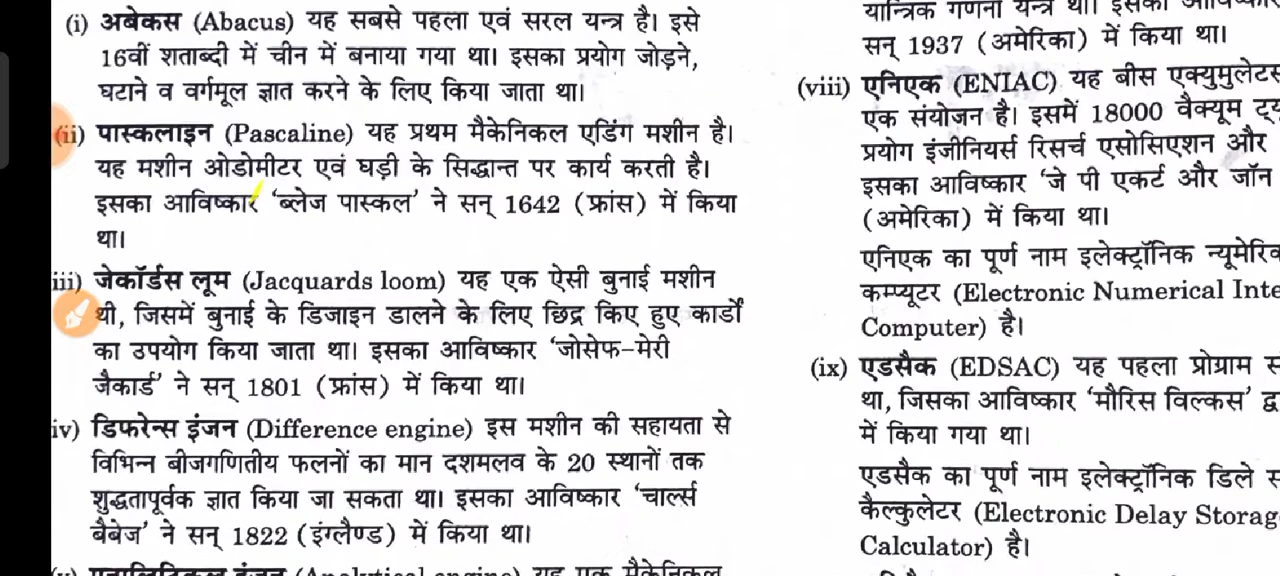 (i) अबेकस (Abacus) यह सबसे पहला एवं सरल यन्त्र है। इसे
16वीं शताब्दी में चीन में बनाया गया था। इसका प्रयोग जोड़ने,
घटाने व वर्गमूल ज्ञात करने के लिए किया जाता था।
(ii) पास्कलाइन (Pascaline) यह प्रथम मैकेनिकल एडिंग मशीन है।
यह मशीन ओडोमीटर एवं घड़ी के सिद्धान्त पर कार्य करती है।
इसका आविष्कार ‘ब्लेज पास्कल’ ने सन् 1642 (फ्रांस) में किया
था।
iii) जेकॉर्डस लूम (Jacquards loom) यह एक ऐसी बुनाई मशीन
थी, जिसमें बुनाई के डिजाइन डालने के लिए छिद्र किए हुए कार्डों
का उपयोग किया जाता था। इसका आविष्कार ‘जोसेफ-मेरी
जैकार्ड’ ने सन् 1801 (फ्रांस) में किया था।
iv) डिफरेन्स इंजन (Difference engine) इस मशीन की सहायता से
विभिन्न बीजगणितीय फलनों का मान दशमलव के 20 स्थानों तक
शुद्धतापूर्वक ज्ञात किया जा सकता था। इसका आविष्कार ‘चार्ल्स
बैबेज’ ने सन् 1822 (इंग्लैण्ड) में किया था।
(Analytical engine) यह एक मैकेनिकल
यान्त्रिक गणना यन्त्र था। इसका
सन् 1937 (अमेरिका) में किया था।
(viii) एनिएक (ENIAC) यह बीस एक्युमुलेटर्स
एक संयोजन है। इसमें 18000 वैक्यूम
प्रयोग इंजीनियर्स रिसर्च एसोसिएशन और
इसका आविष्कार ‘जे पी एकर्ट और जॉन
(अमेरिका) में किया था।
एनिएक का पूर्ण नाम इलेक्ट्रॉनिक
कम्प्यूटर (Electronic Numerical Inte
Computer) है।
(ix) एडसैक (EDSAC) यह पहला प्रोग्राम
था, जिसका आविष्कार ‘मौरिस विल्कस’
में किया गया था।
एडसैक का पूर्ण नाम इलेक्ट्रॉनिक डिले
कैल्कुलेटर (Electronic Delay Storag
Calculator) है।